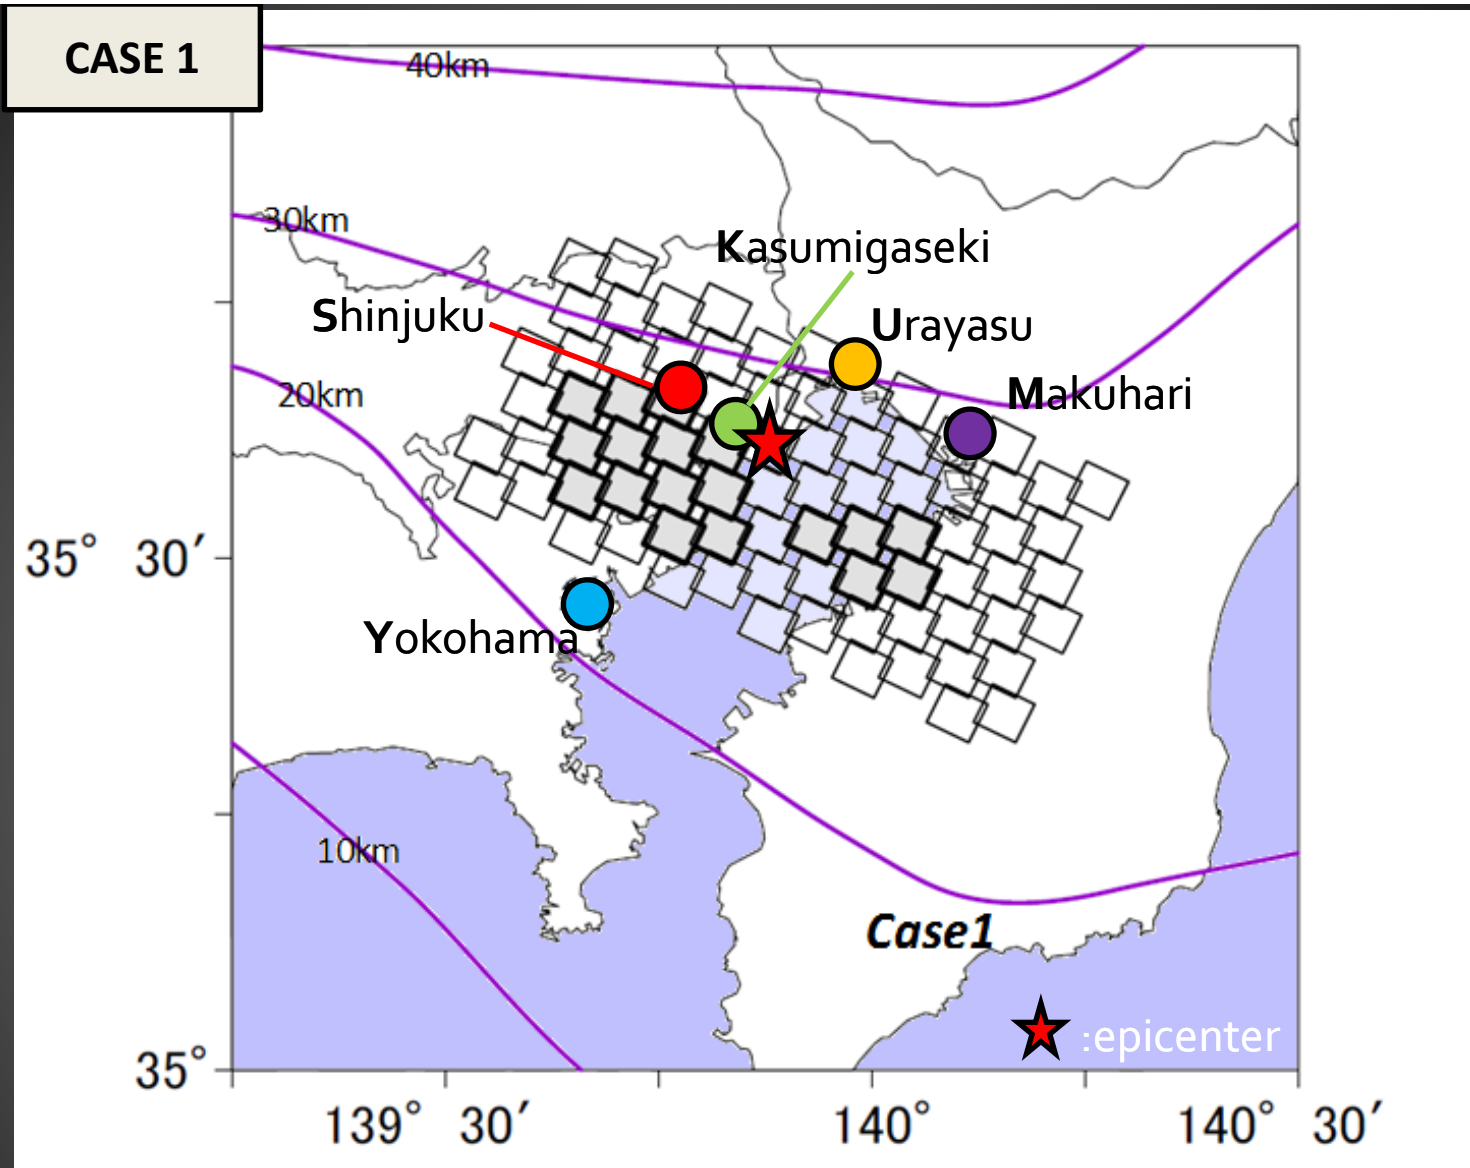 CASE 1
40km
30km
Kasumigaseki
Shinjuku
Urayasu
20km
Makuhari
35° 30′
Yokohama
10km
Case1
:epicenter
35°
139° 30′
140°
140° 30′